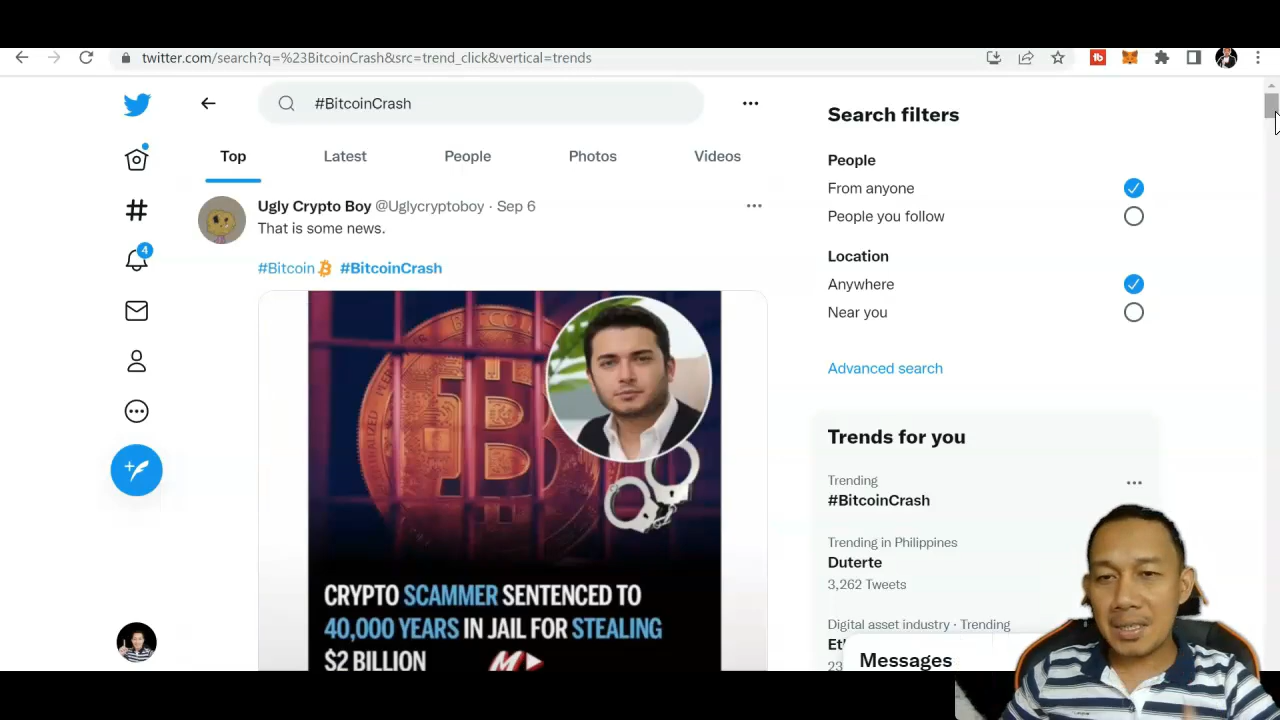 twitter.com/search?q=%23BitcoinCrash&src=trend_click&vertical=trends
#BitcoinCrash
Top
Latest
People
Photos
Videos
Ugly Crypto Boy @Uglycryptoboy · Sep 6
That is some news.
#Bitcoin #BitcoinCrash
CRYPTO SCAMMER SENTENCED TO
40,000 YEARS IN JAIL FOR STEALING
$2 BILLION
4
Search filters
People
From anyone
People you follow
Location
Anywhere
Near you
Advanced search
Trends for you
Trending
#BitcoinCrash
Trending in Philipines
Duterte
3,262 Tweets
Digital asset industry · Trending
Messages